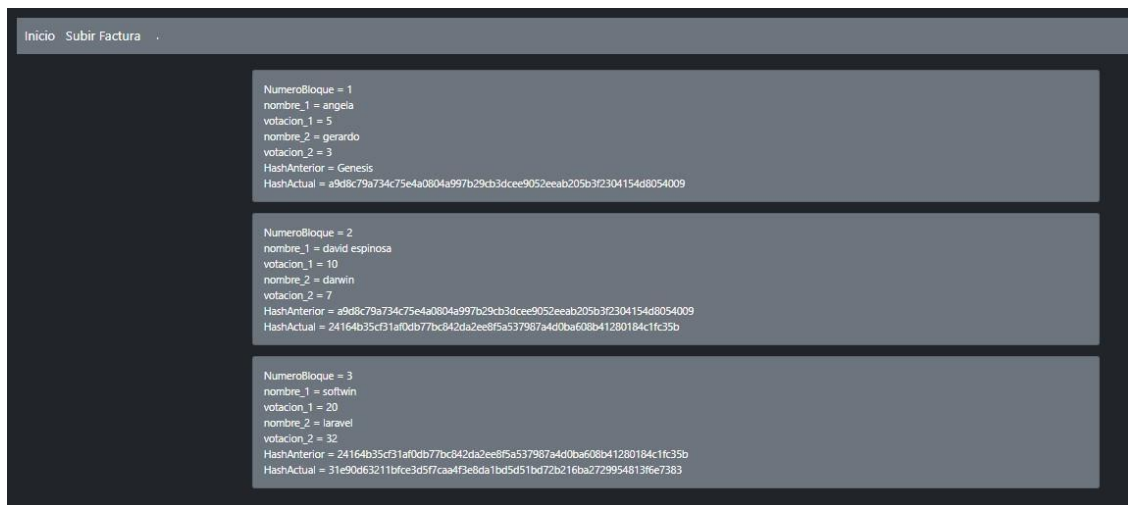 Inicio Subir Factura .
NumeroBloque = 1
nombre_1 = angela
votacion_1 = 5
nombre_2 = gerardo
votacion_2 = 3
HashAnterior = Genesis
HashActual = a9d8c79a734c75e4a0804a997b29cb3dcee9052eeab205b3f2304154d8054009
NumeroBloque = 2
nombre_1 = david espinosa
votacion_1 = 10
nombre_2 = darwin
votacion_2 = 7
HashAnterior = a9d8c79a734c75e4a0804a997b29cb3dcee9052eeab205b3f2304154d8054009
HashActual = 24164b35cf31af0db77bc842da2ee8f5a537987a4d0ba608b41280184c1fc35b
NumeroBloque = 3
nombre_1 = softwin
votacion_1 = 20
nombre_2 = laravel
votacion_2 = 32
HashAnterior = 24164b35cf31af0db77bc842da2ee8f5a537987a4d0ba608b41280184c1fc35b
HashActual = 31e90d63211bfce3d5f7caa4f3e8da1bd5d51bd72b216ba2729954813f6e7383